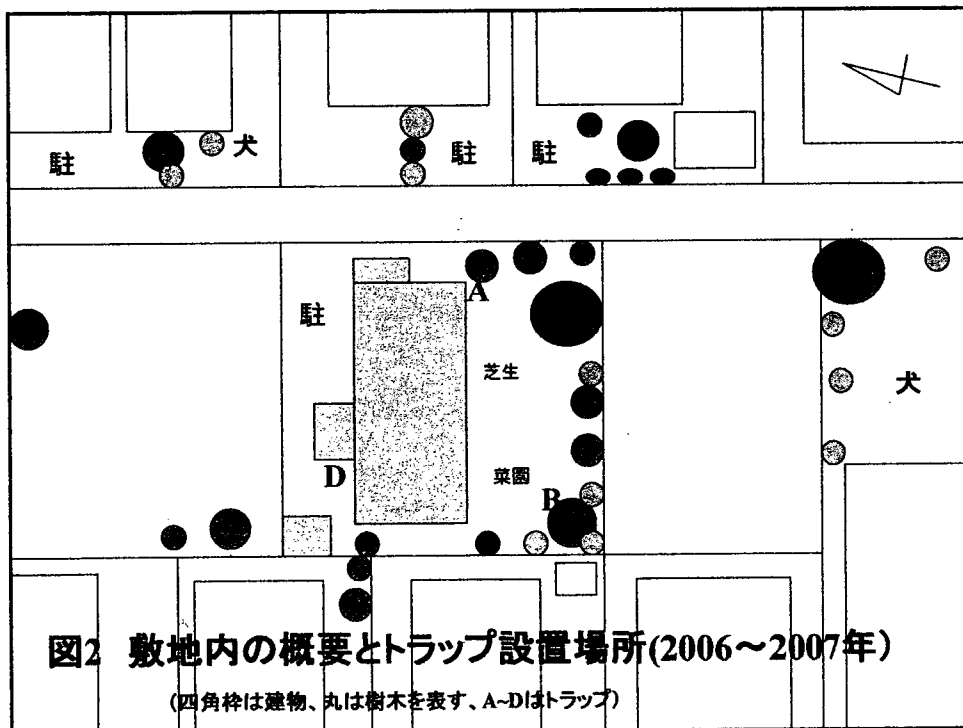 駐
犬
駐
駐
A
駐
芝生
犬
D
菜園
B
図2 敷地内の概要とトラップ設置場所(2006～2007年)
(四角枠は建物、丸は樹木を表す、A~Dはトラップ)